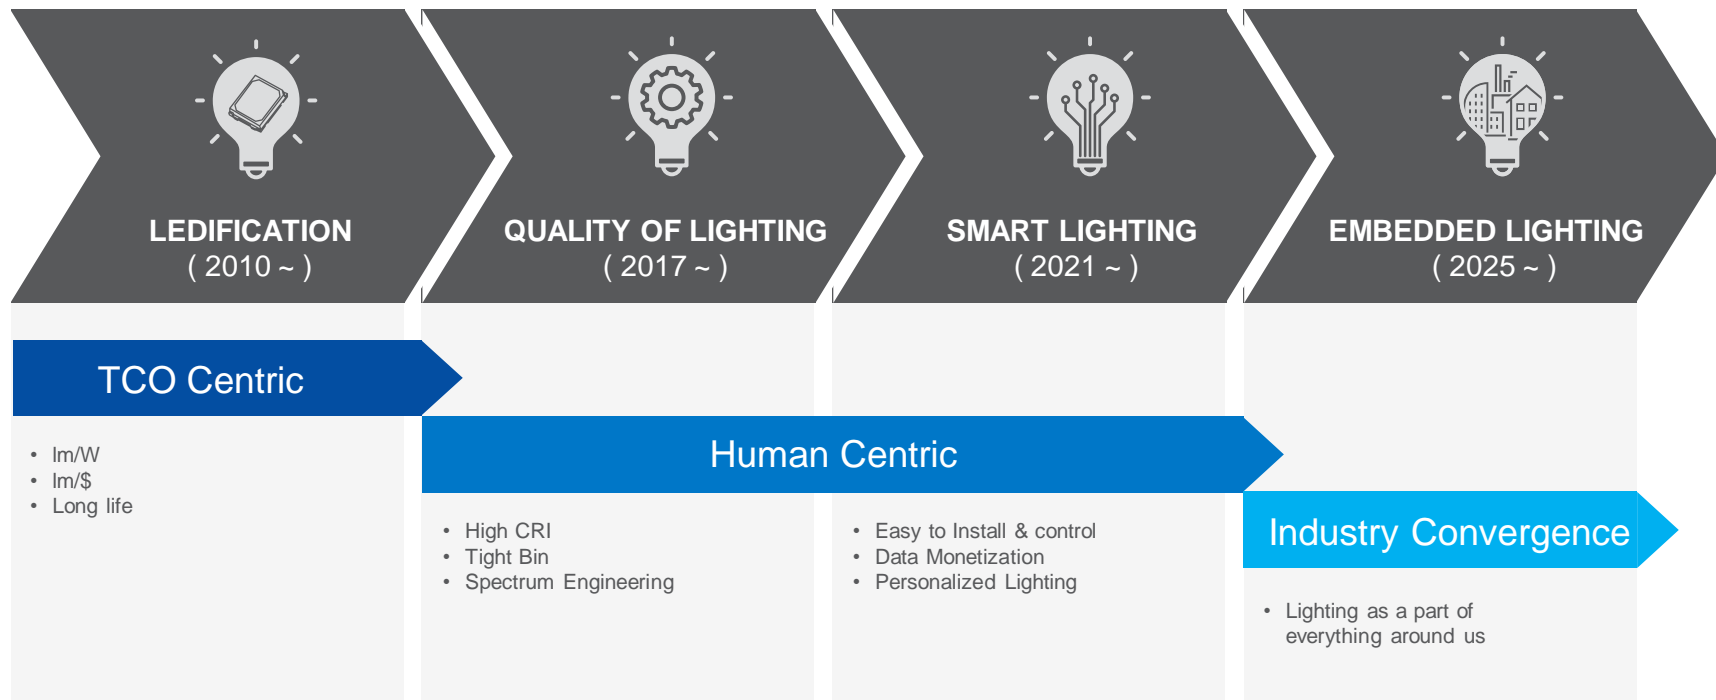 LEDIFICATION
( 2010 ~ )
QUALITY OF LIGHTING
( 2017 ~ )
SMART LIGHTING
( 2021 ~ )
EMBEDDED LIGHTING
( 2025 ~ )
TCO Centric
• lm/W
• lm/$
• Long life
Human Centric
• High CRI
• Tight Bin
• Spectrum Engineering
• Easy to Install & control
• Data Monetization
• Personalized Lighting
Industry Convergence
• Lighting as a part of
everything around us